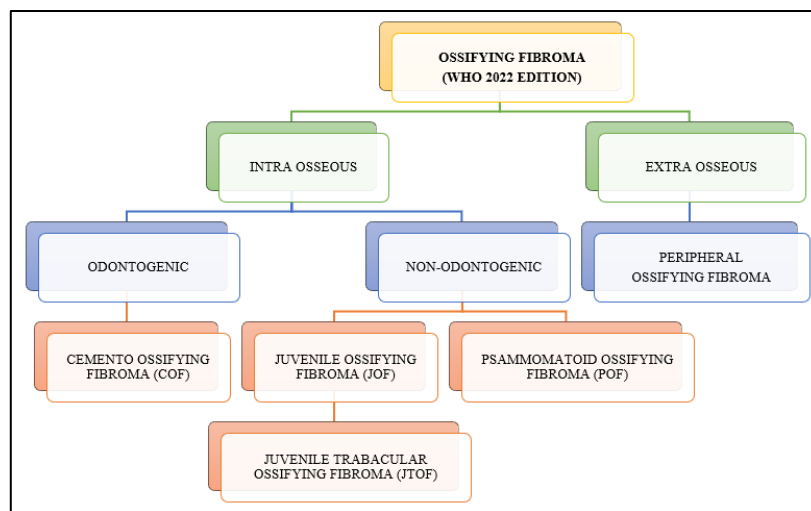 OSSIFYING FIBROMA
(WHO 2022 EDITION)
INTRA OSSEOUS
EXTRA OSSEOUS
ODONTOGENIC
NON-ODONTOGENIC
PERIPHERAL
OSSIFYING FIBROMA
CEMENTO OSSIFYING
FIBROMA (COF)
JUVENILE OSSIFYING
FIBROMA (JOF)
PSAMMOMATOID OSSIFYING
FIBROMA (POF)
JUVENILE TRABACULAR
OSSIFYING FIBROMA (JTOF)